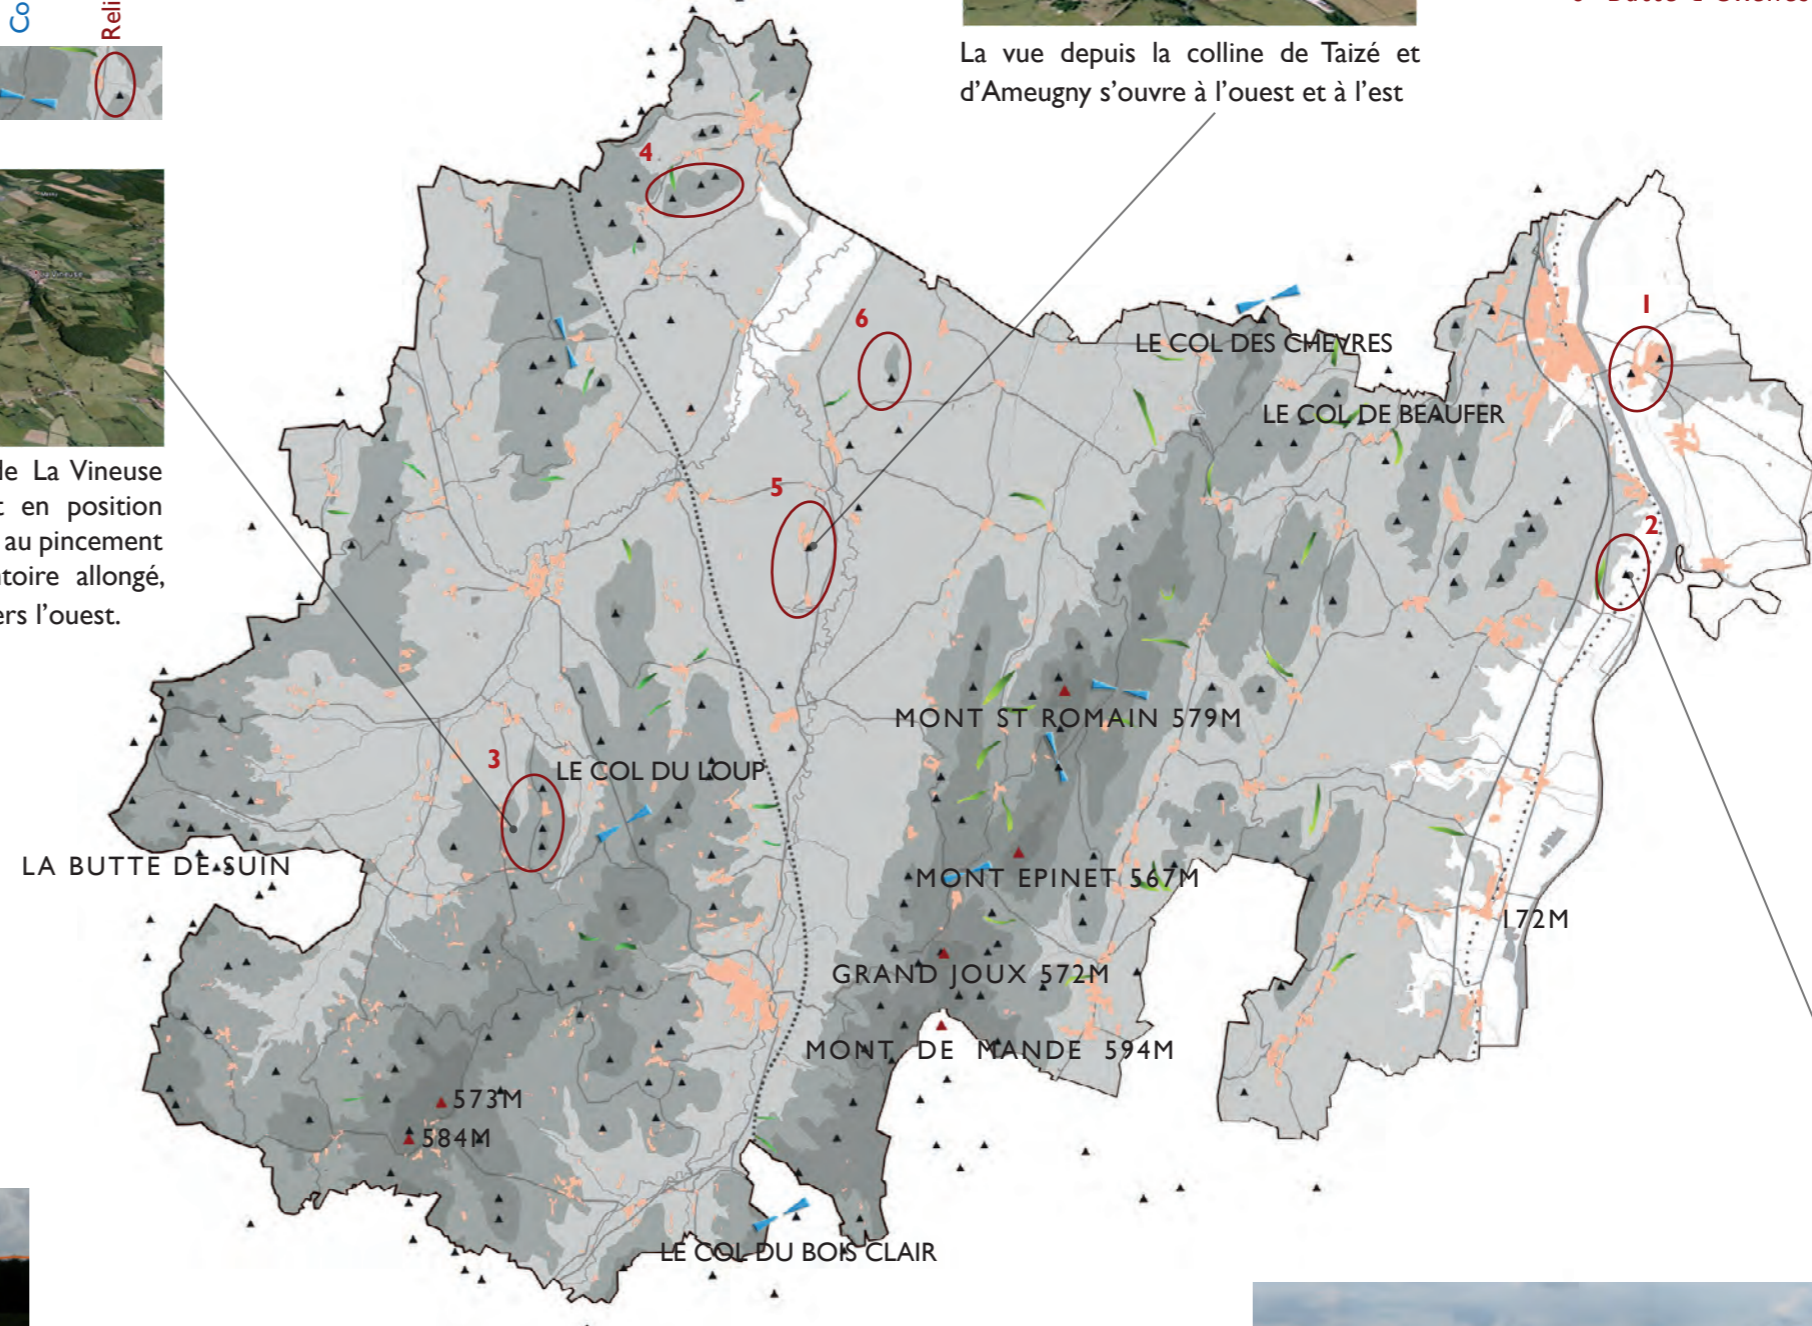 Co
Reli
La vue depuis la colline de Taizé et
d'Ameugny s'ouvre à l'ouest et à l'est
4
1
6
LE COL DES CHEVRES
LE COL DE BEAUFER
le La Vineuse
t en position
au pincement
ntoire allongé,
ers l'ouest.
5
2
MONT ST ROMAIN 579M
3
LE COL DU LOUP
LA BUTTE DE SUIN
MONT EPINET 567M
172M
GRAND JOUX 572M
MONT DE MANDE 594M
573M
584M
LE COL DU BOIS CLAIR